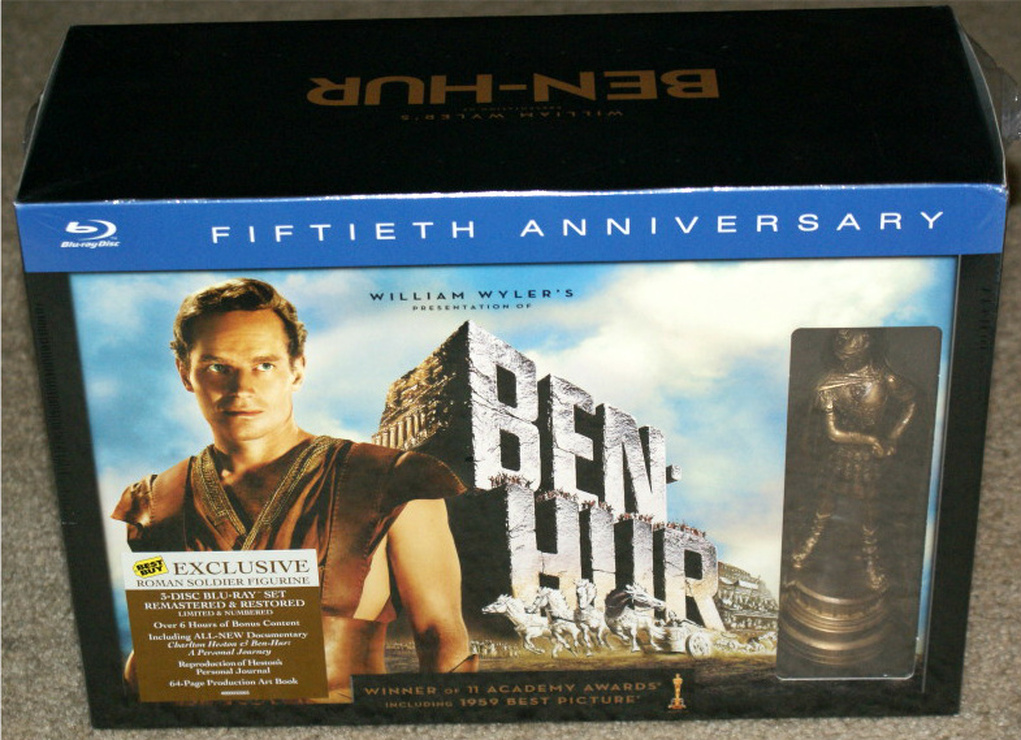 BEN-HUR
WILLIAM WYLER'S
PRESENTATION OF
Blu-ray Disc
FIFTIETH ANNIVERSARY
WILLIAM WYLER'S
PRESENTATION OF
BEN-
HUR
BEST BUY EXCLUSIVE
ROMAN SOLDIER FIGURINE
3-DISC BLU-RAY™ SET
REMASTERED & RESTORED
LIMITED & NUMBERED
Over 6 Hours of Bonus Content
Including ALL-NEW Documentary
Charlton Heston & Ben-Hur:
A Personal Journey
Reproduction of Heston's
Personal Journal
64-Page Production Art Book
WINNER OF 11 ACADEMY AWARDS®
INCLUDING 1959 BEST PICTURE